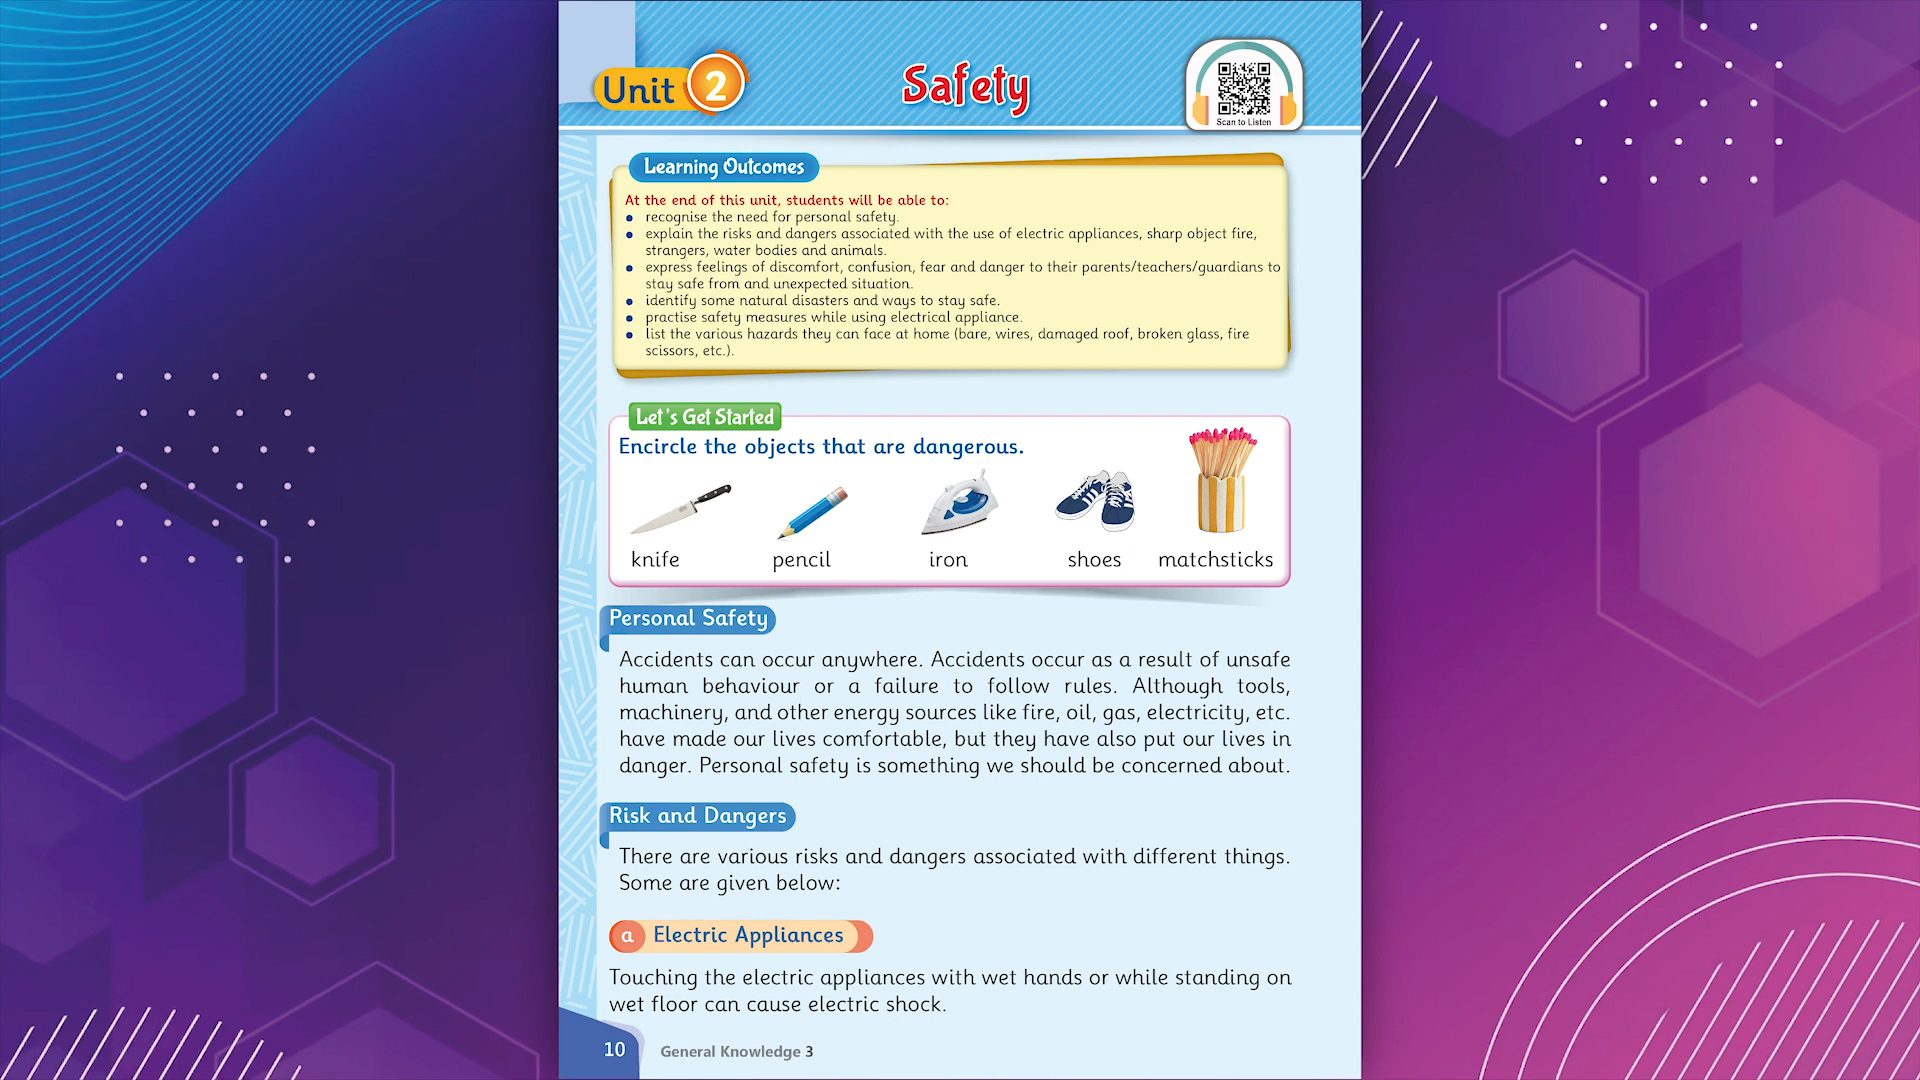 Unit 2
Safety
Scan to Listen
Learning Outcomes
At the end of this unit, students will be able to:
• recognise the need for personal safety.
• explain the risks and dangers associated with the use of electric appliances, sharp object fire,
strangers, water bodies and animals.
• express feelings of discomfort, confusion, fear and danger to their parents/teachers/guardians to
stay safe from and unexpected situation.
• identify some natural disasters and ways to stay safe.
• practise safety measures while using electrical appliance.
• list the various hazards they can face at home (bare, wires, damaged roof, broken glass, fire
scissors, etc.).
Let's Get Started
Encircle the objects that are dangerous.
knife pencil iron shoes matchsticks
Personal Safety
Accidents can occur anywhere. Accidents occur as a result of unsafe
human behaviour or a failure to follow rules. Although tools,
machinery, and other energy sources like fire, oil, gas, electricity, etc.
have made our lives comfortable, but they have also put our lives in
danger. Personal safety is something we should be concerned about.
Risk and Dangers
There are various risks and dangers associated with different things.
Some are given below:
a Electric Appliances
Touching the electric appliances with wet hands or while standing on
wet floor can cause electric shock.
10 General Knowledge 3